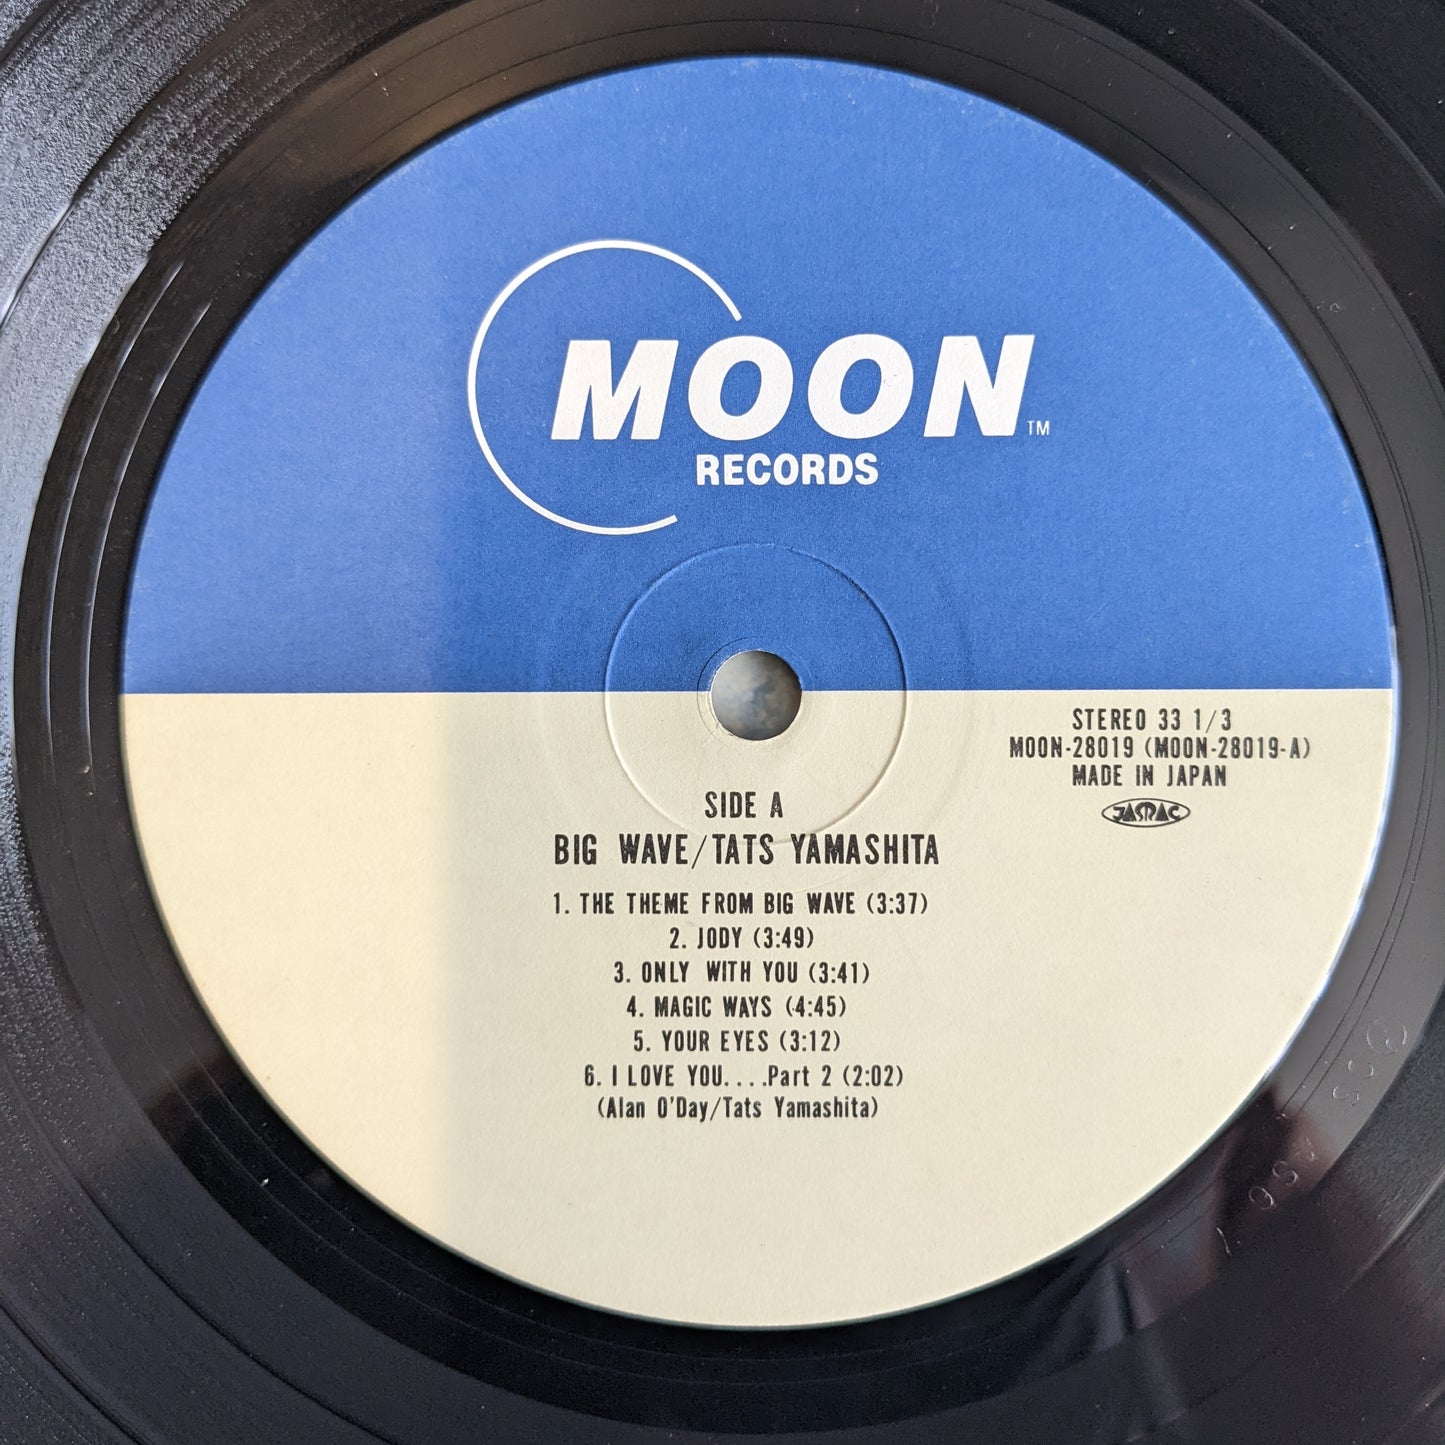 MOON™
RECORDS
STEREO 33 1/3
MOON-28019 (MOON-28019-A)
MADE IN JAPAN
JASRAC
SIDE A
BIG WAVE/TATS YAMASHITA
1. THE THEME FROM BIG WAVE (3:37)
2. JODY (3:49)
3. ONLY WITH YOU (3:41)
4. MAGIC WAYS (4:45)
5. YOUR EYES (3:12)
6. I LOVE YOU....Part 2 (2:02)
(Alan O'Day/Tats Yamashita)